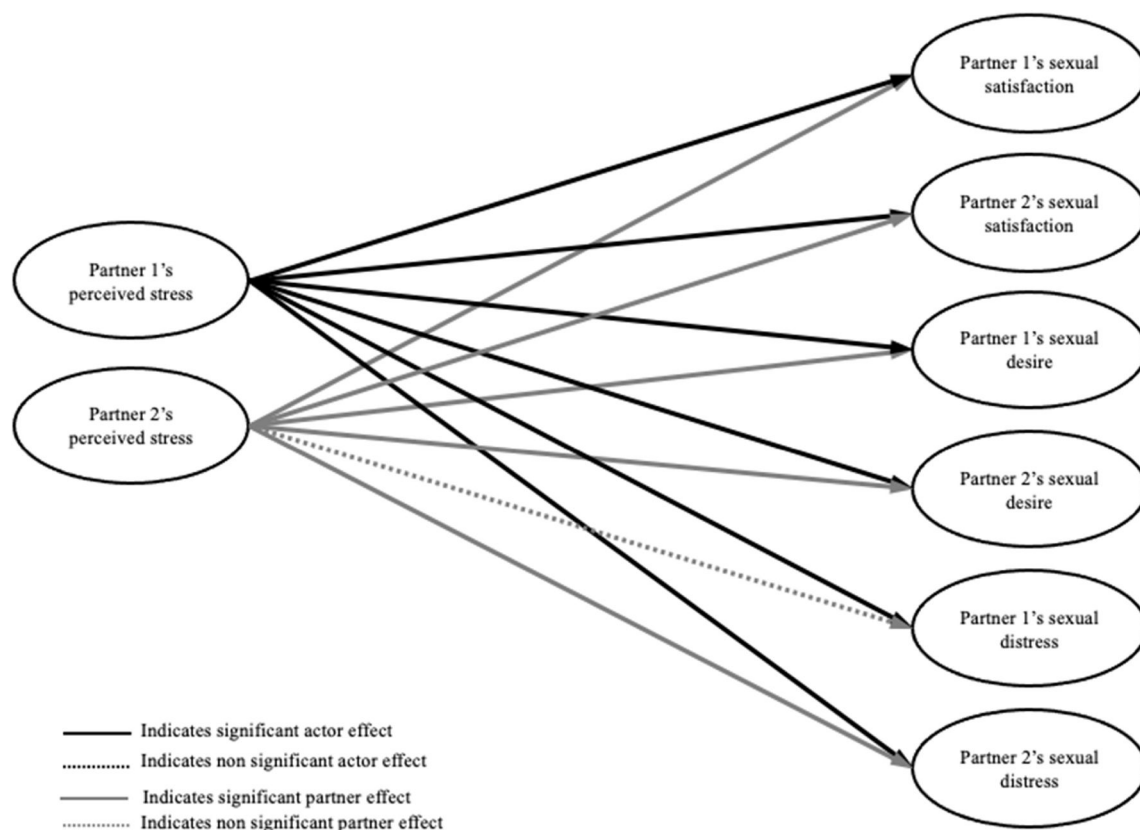 Partner 1's sexual
satisfaction
Partner 2's sexual
satisfaction
Partner 1's
perceived stress
Partner 1's sexual
desire
Partner 2's
perceived stress
Partner 2's sexual
desire
Partner 1's sexual
distress
Partner 2's sexual
distress
Indicates significant actor effect
Indicates non significant actor effect
Indicates significant partner effect
Indicates non significant partner effect